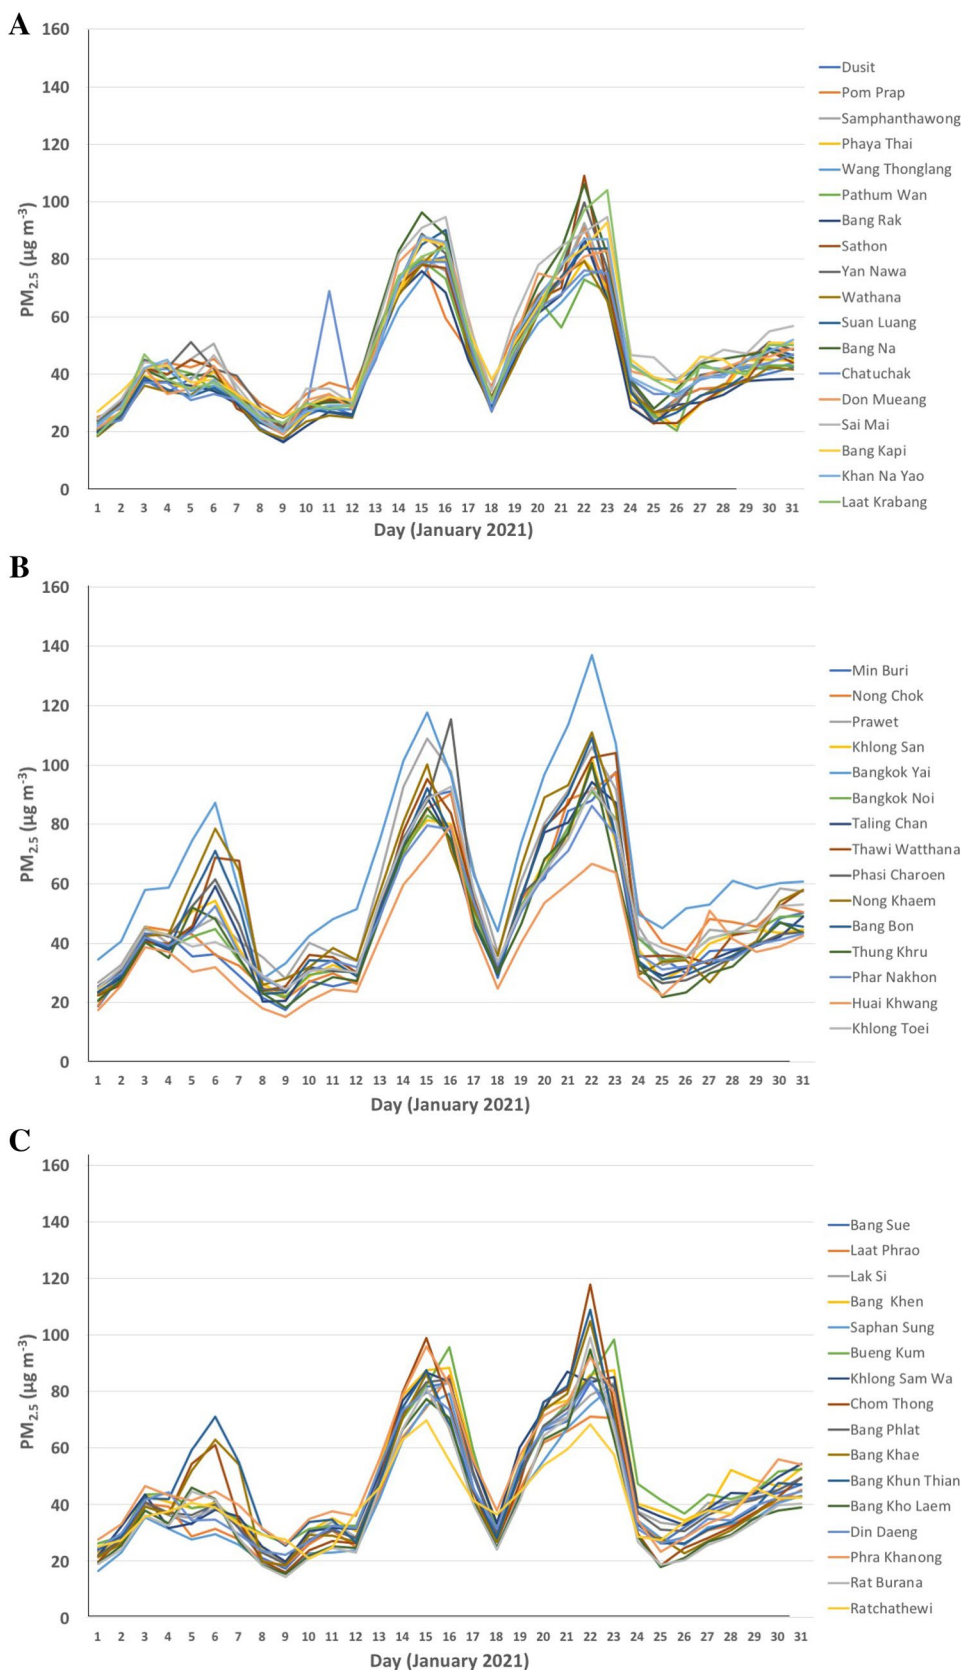 A
160
140
120
100
80
60
40
20
0
PM2.5 (µg m-3)
1 2 3 4 5 6 7 8 9 10 11 12 13 14 15 16 17 18 19 20 21 22 23 24 25 26 27 28 29 30 31
Day (January 2021)
Dusit
Pom Prap
Samphanthawong
Phaya Thai
Wang Thonglang
Pathum Wan
Bang Rak
Sathon
Yan Nawa
Wathana
Suan Luang
Bang Na
Chatuchak
Don Mueang
Sai Mai
Bang Kapi
Khan Na Yao
Laat Krabang
B
160
140
120
100
80
60
40
20
0
PM2.5 (µg m-3)
1 2 3 4 5 6 7 8 9 10 11 12 13 14 15 16 17 18 19 20 21 22 23 24 25 26 27 28 29 30 31
Day (January 2021)
Min Buri
Nong Chok
Prawet
Khlong San
Bangkok Yai
Bangkok Noi
Taling Chan
Thawi Watthana
Phasi Charoen
Nong Khaem
Bang Bon
Thung Khru
Phar Nakhon
Huai Khwang
Khlong Toei
C
160
140
120
100
80
60
40
20
0
PM2.5 (µg m-3)
1 2 3 4 5 6 7 8 9 10 11 12 13 14 15 16 17 18 19 20 21 22 23 24 25 26 27 28 29 30 31
Day (January 2021)
Bang Sue
Laat Phrao
Lak Si
Bang Khen
Saphan Sung
Bueng Kum
Khlong Sam Wa
Chom Thong
Bang Phlat
Bang Khae
Bang Khun Thian
Bang Kho Laem
Din Daeng
Phra Khanong
Rat Burana
Ratchathewi